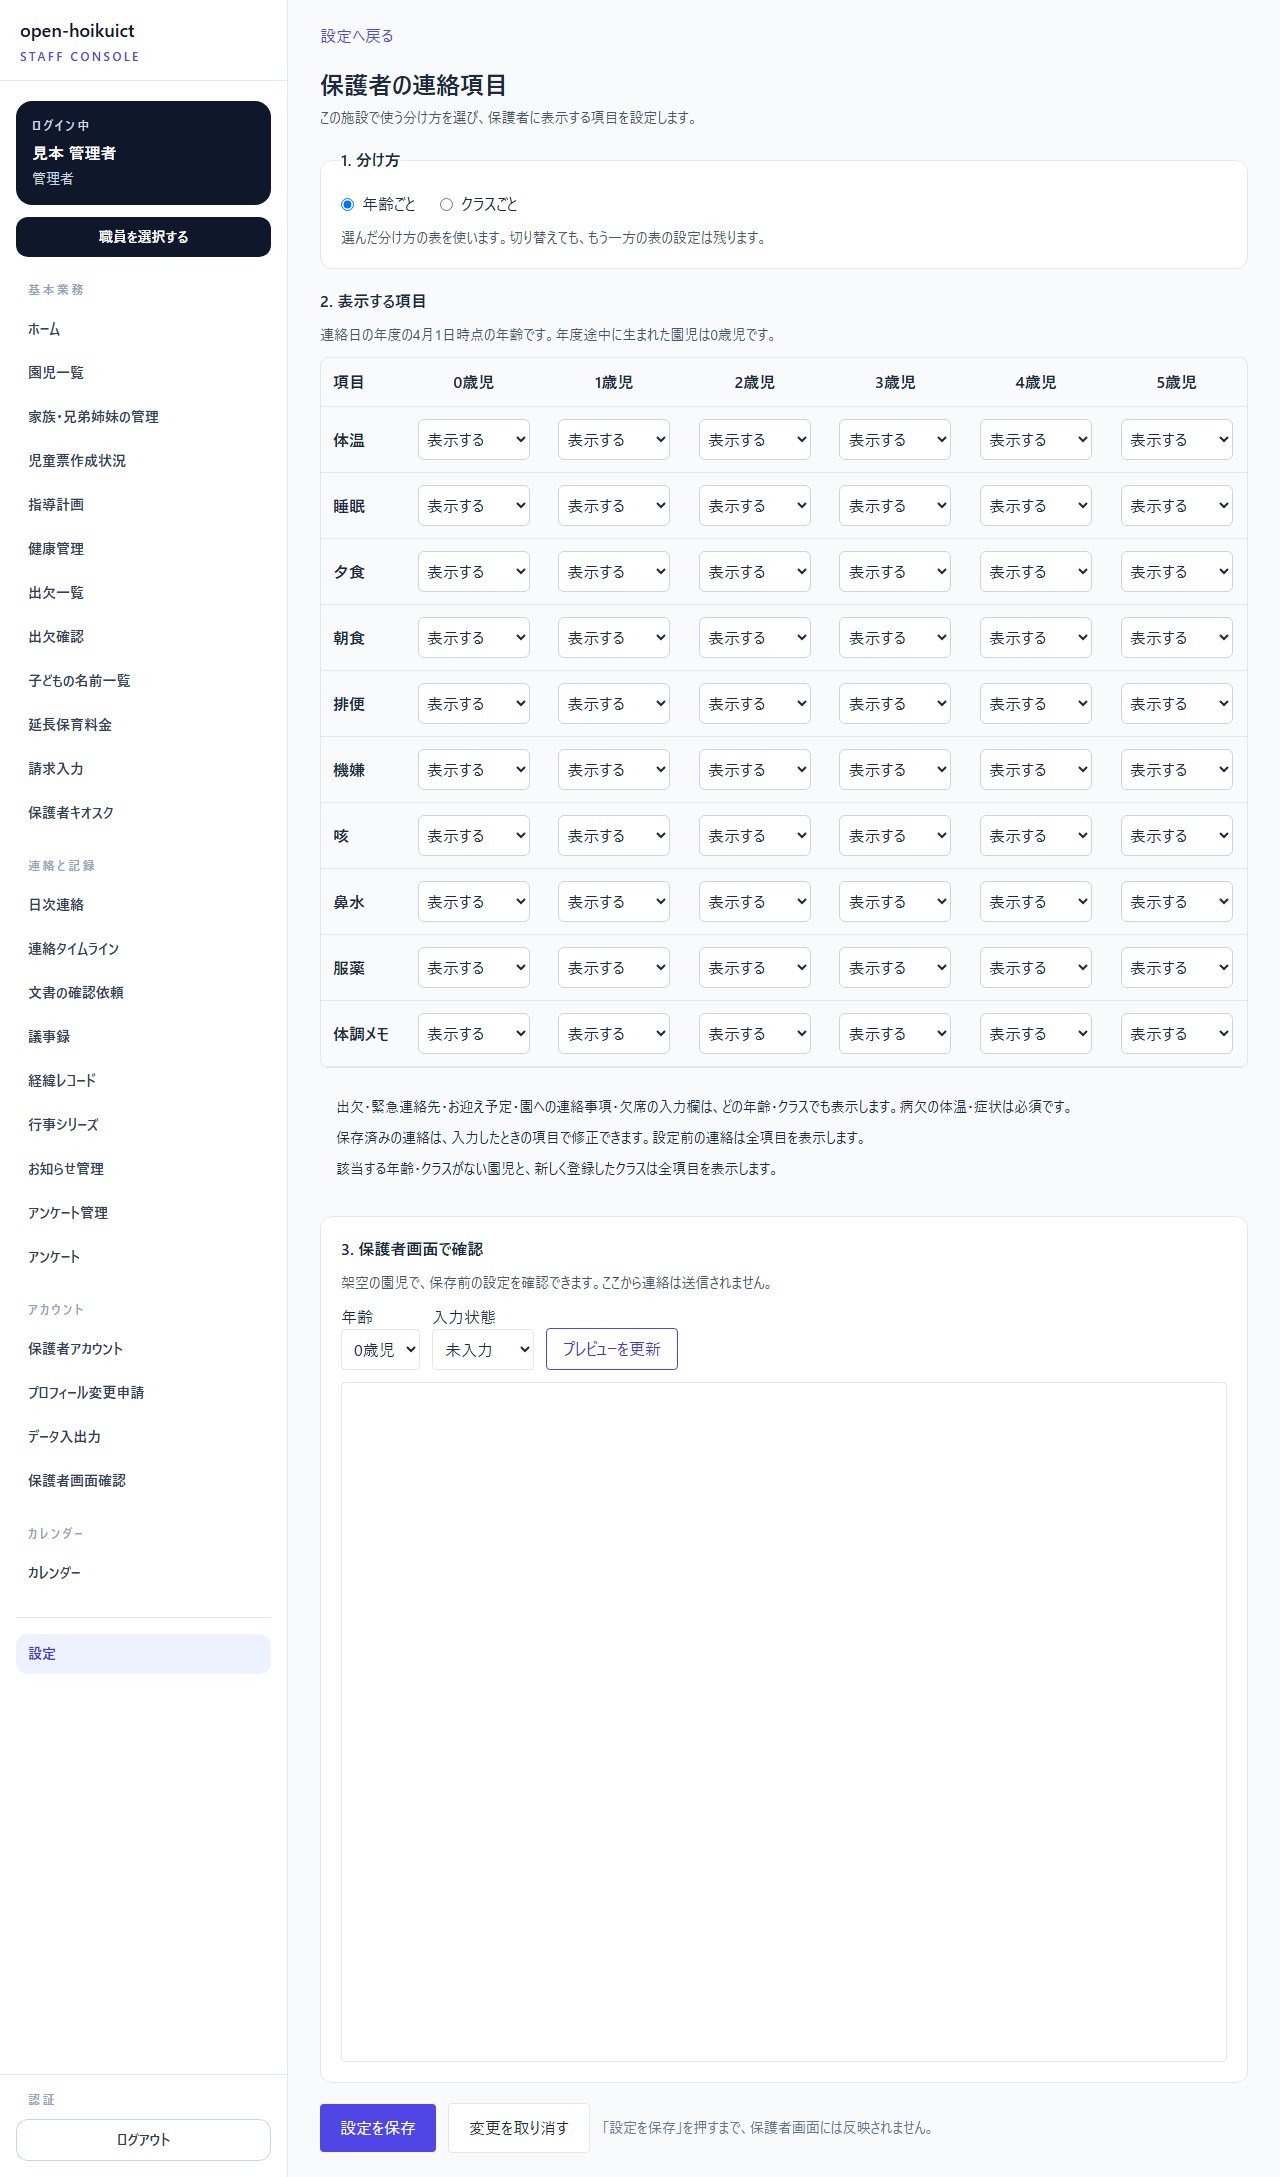 open-hoikuict
STAFF CONSOLE
ログイン中
見本 管理者
管理者
職員を選択する
基本業務
ホーム
園児一覧
家族・兄弟姉妹の管理
児童票作成状況
指導計画
健康管理
出欠一覧
出欠確認
子どもの名前一覧
延長保育料金
請求入力
保護者キオスク
連絡と記録
日次連絡
連絡タイムライン
文書の確認依頼
議事録
経緯レコード
行事シリーズ
お知らせ管理
アンケート管理
アンケート
アカウント
保護者アカウント
プロフィール変更申請
データ入出力
保護者画面確認
カレンダー
カレンダー
設定
認証
ログアウト
設定へ戻る
保護者の連絡項目
この施設で使う分け方を選び、保護者に表示する項目を設定します。
1. 分け方
年齢ごと クラスごと
選んだ分け方の表を使います。切り替えても、もう一方の表の設定は残ります。
2. 表示する項目
連絡日の年度の4月1日時点の年齢です。年度途中に生まれた園児は0歳児です。
項目 0歳児 1歳児 2歳児 3歳児 4歳児 5歳児
体温 表示する 表示する 表示する 表示する 表示する 表示する
睡眠 表示する 表示する 表示する 表示する 表示する 表示する
夕食 表示する 表示する 表示する 表示する 表示する 表示する
朝食 表示する 表示する 表示する 表示する 表示する 表示する
排便 表示する 表示する 表示する 表示する 表示する 表示する
機嫌 表示する 表示する 表示する 表示する 表示する 表示する
咳 表示する 表示する 表示する 表示する 表示する 表示する
鼻水 表示する 表示する 表示する 表示する 表示する 表示する
服薬 表示する 表示する 表示する 表示する 表示する 表示する
体調メモ 表示する 表示する 表示する 表示する 表示する 表示する
出欠・緊急連絡先・お迎え予定・園への連絡事項・欠席の入力欄は、どの年齢・クラスでも表示します。病欠の体温・症状は必須です。
保存済みの連絡は、入力したときの項目で修正できます。設定前の連絡は全項目を表示します。
該当する年齢・クラスがない園児と、新しく登録したクラスは全項目を表示します。
3. 保護者画面で確認
架空の園児で、保存前の設定を確認できます。ここから連絡は送信されません。
年齢 入力状態
0歳児 未入力 プレビューを更新
設定を保存 変更を取り消す 「設定を保存」を押すまで、保護者画面には反映されません。